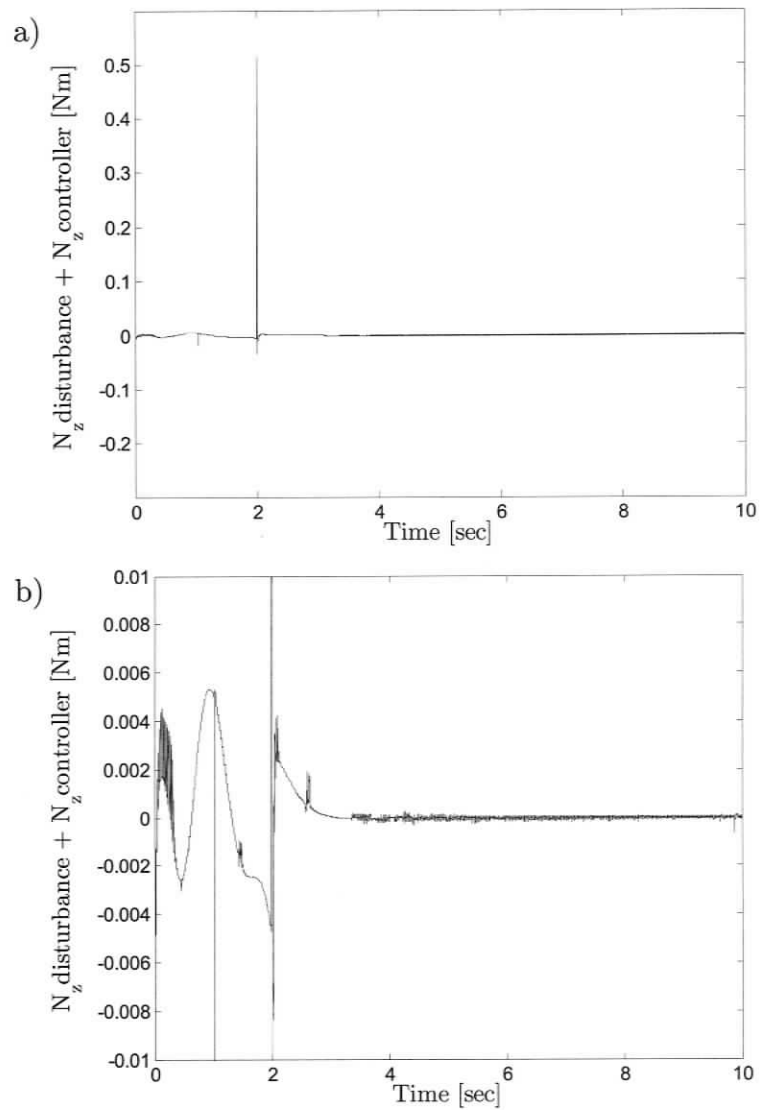 a)
N_z disturbance + N_z controller [Nm]
0.5
0.4
0.3
0.2
0.1
0
-0.1
-0.2
0 2 4 6 8 10
Time [sec]
b)
N_z disturbance + N_z controller [Nm]
0.01
0.008
0.006
0.004
0.002
0
-0.002
-0.004
-0.006
-0.008
-0.01
0 2 4 6 8 10
Time [sec]